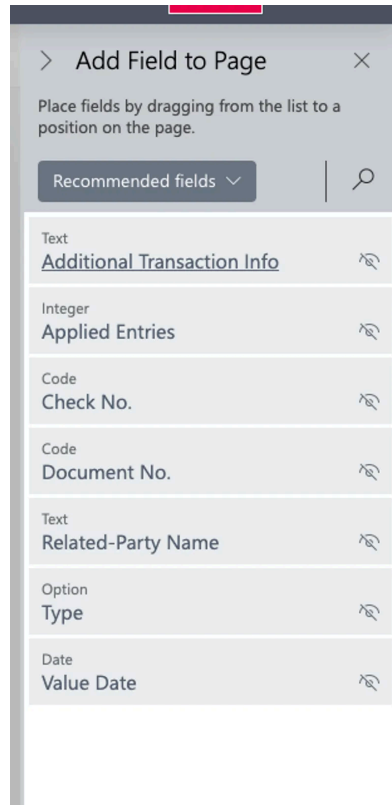 Add Field to Page
Place fields by dragging from the list to a
position on the page.
Recommended fields
Text
Additional Transaction Info
Integer
Applied Entries
Code
Check No.
Code
Document No.
Text
Related-Party Name
Option
Type
Date
Value Date